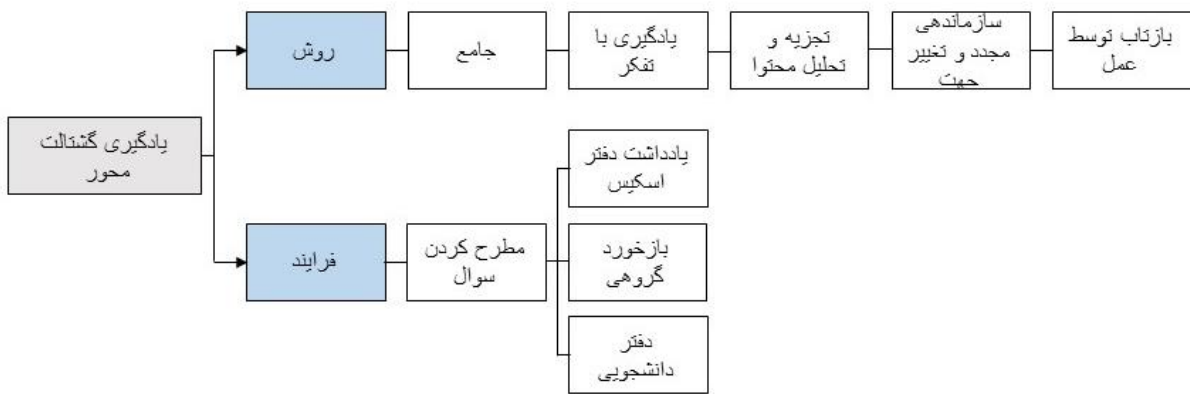 روش
جامع
یادگیری با
تفکر
تجزیه و
تحلیل محتوا
سازماندهی
مجدد و تغییر
جهت
بازتاب توسط
عمل
یادگیری گشتالت
محور
فرایند
مطرح کردن
سوال
یادداشت دفتر
اسکیس
بازخورد
گروهی
دفتر
دانشجویی